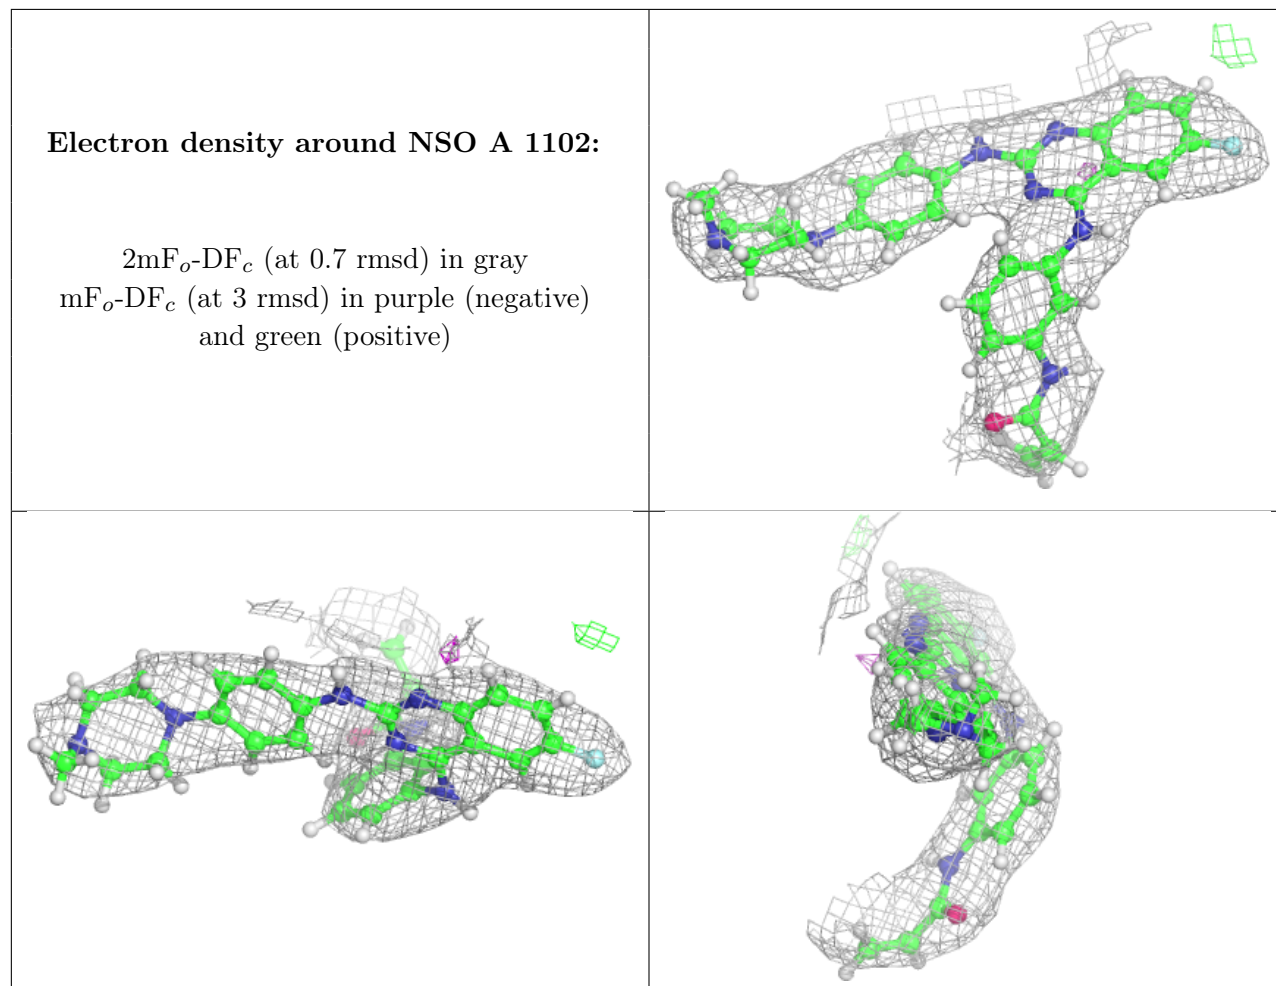 Electron density around NSO A 1102:
2mFo-DFc (at 0.7 rmsd) in gray
mFo-DFc (at 3 rmsd) in purple (negative)
and green (positive)